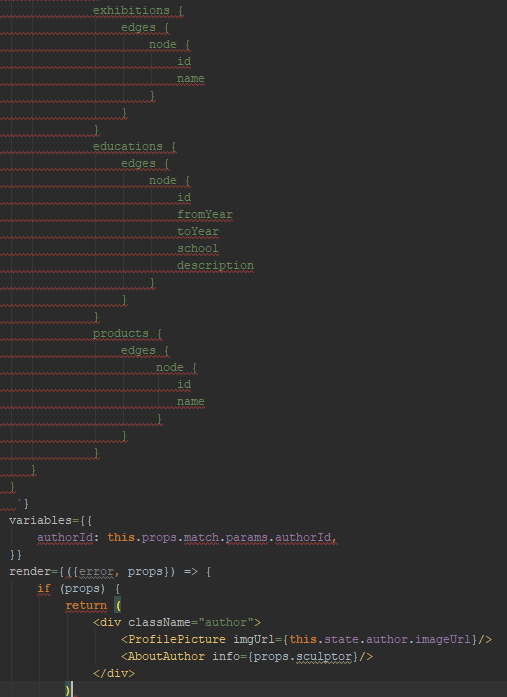 exhibitions {
edges {
node {
id
name
}
}
}
educations {
edges {
node {
id
fromYear
toYear
school
description
}
}
}
products {
edges {
node {
id
name
}
}
}
}
}
`}
variables={{
authorId: this.props.match.params.authorId,
}}
render={({error, props}) => {
if (props) {
return (
<div className="author">
<ProfilePicture imgUrl={this.state.author.imageUrl}/>
<AboutAuthor info={props.sculptor}/>
</div>
)